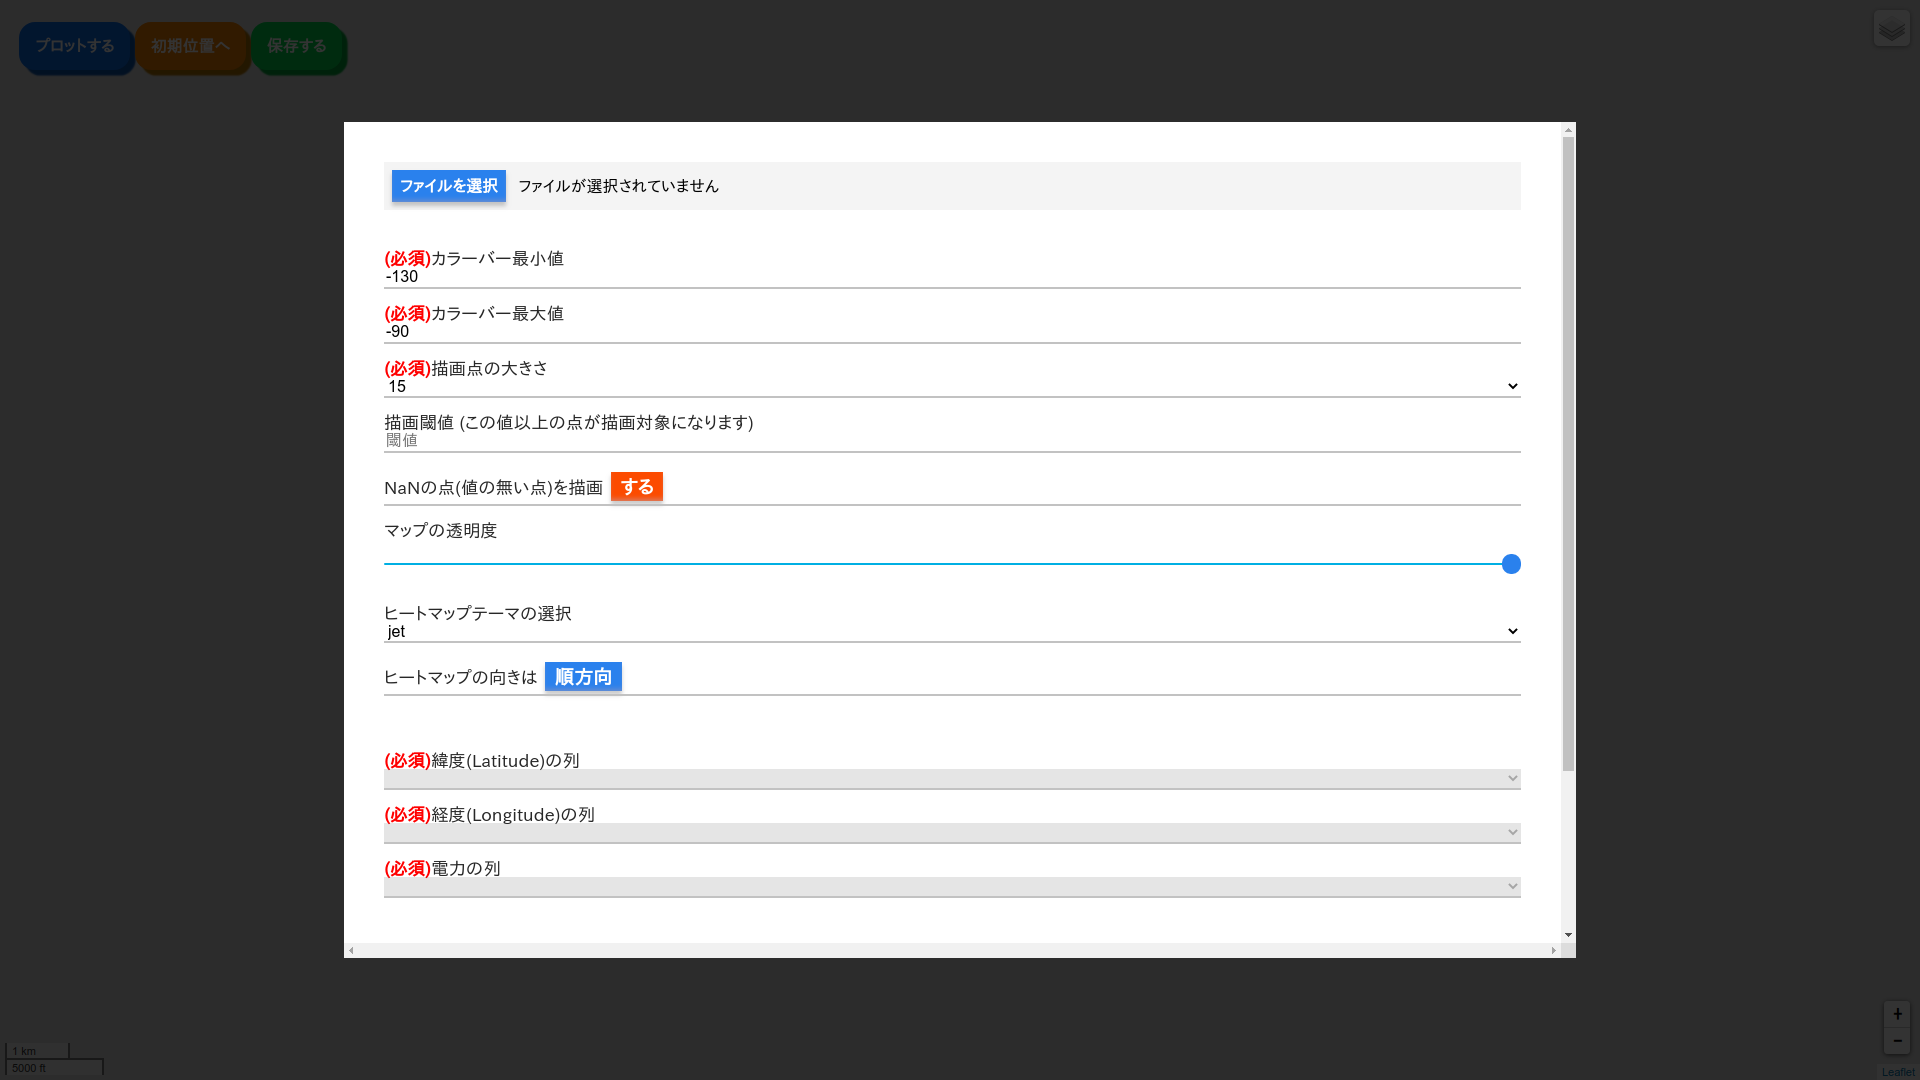 プロットする 初期位置へ 保存する
ファイルを選択 ファイルが選択されていません
(必須)カラーバー最小値
-130
(必須)カラーバー最大値
-90
(必須)描画点の大きさ
15
描画閾値 (この値以上の点が描画対象になります)
閾値
NaNの点(値の無い点)を描画 する
マップの透明度
ヒートマップテーマの選択
jet
ヒートマップの向きは 順方向
(必須)緯度(Latitude)の列
(必須)経度(Longitude)の列
(必須)電力の列
+
−
1 km
5000 ft
Leaflet